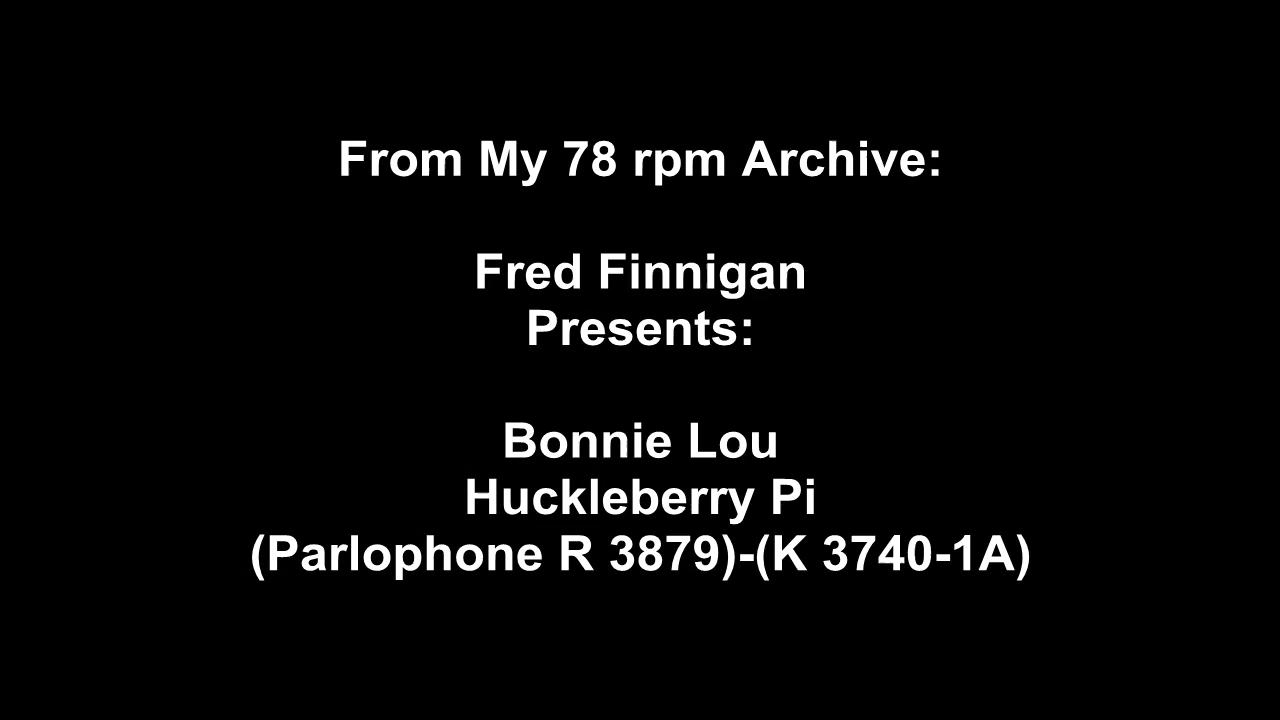 From My 78 rpm Archive:
Fred Finnigan
Presents:
Bonnie Lou
Huckleberry Pi
(Parlophone R 3879)-(K 3740-1A)